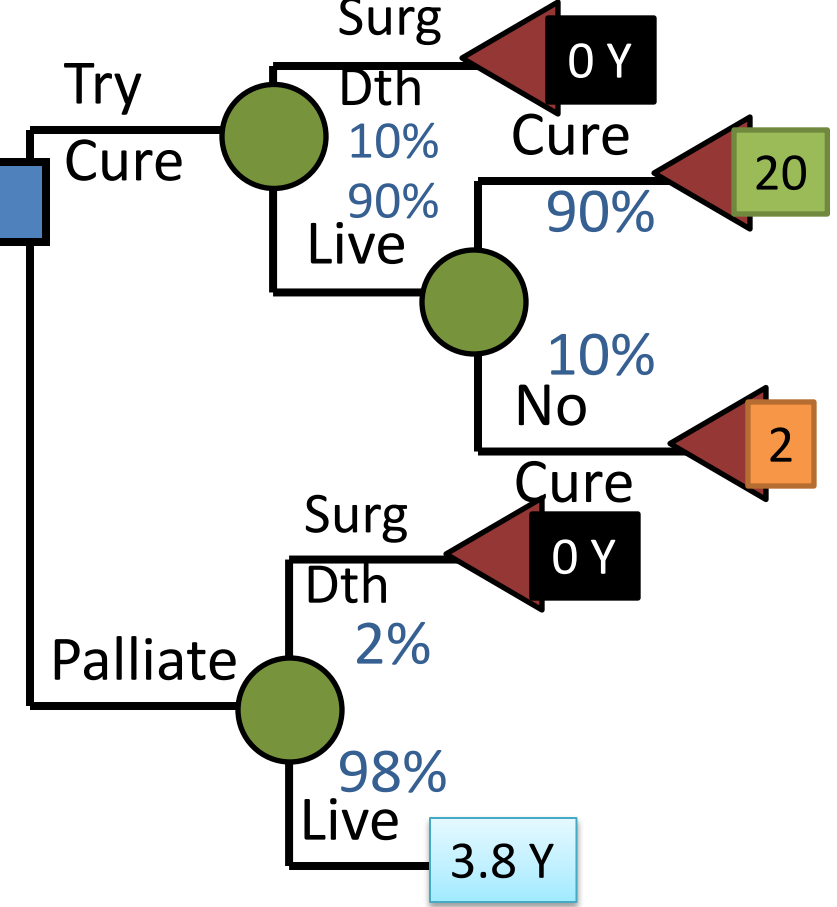 Surg
Dth
0 Y
Try
Cure
10%
90%
Live
Cure
90%
20
10%
No
Cure
2
Surg
Dth
0 Y
2%
Palliate
98%
Live
3.8 Y